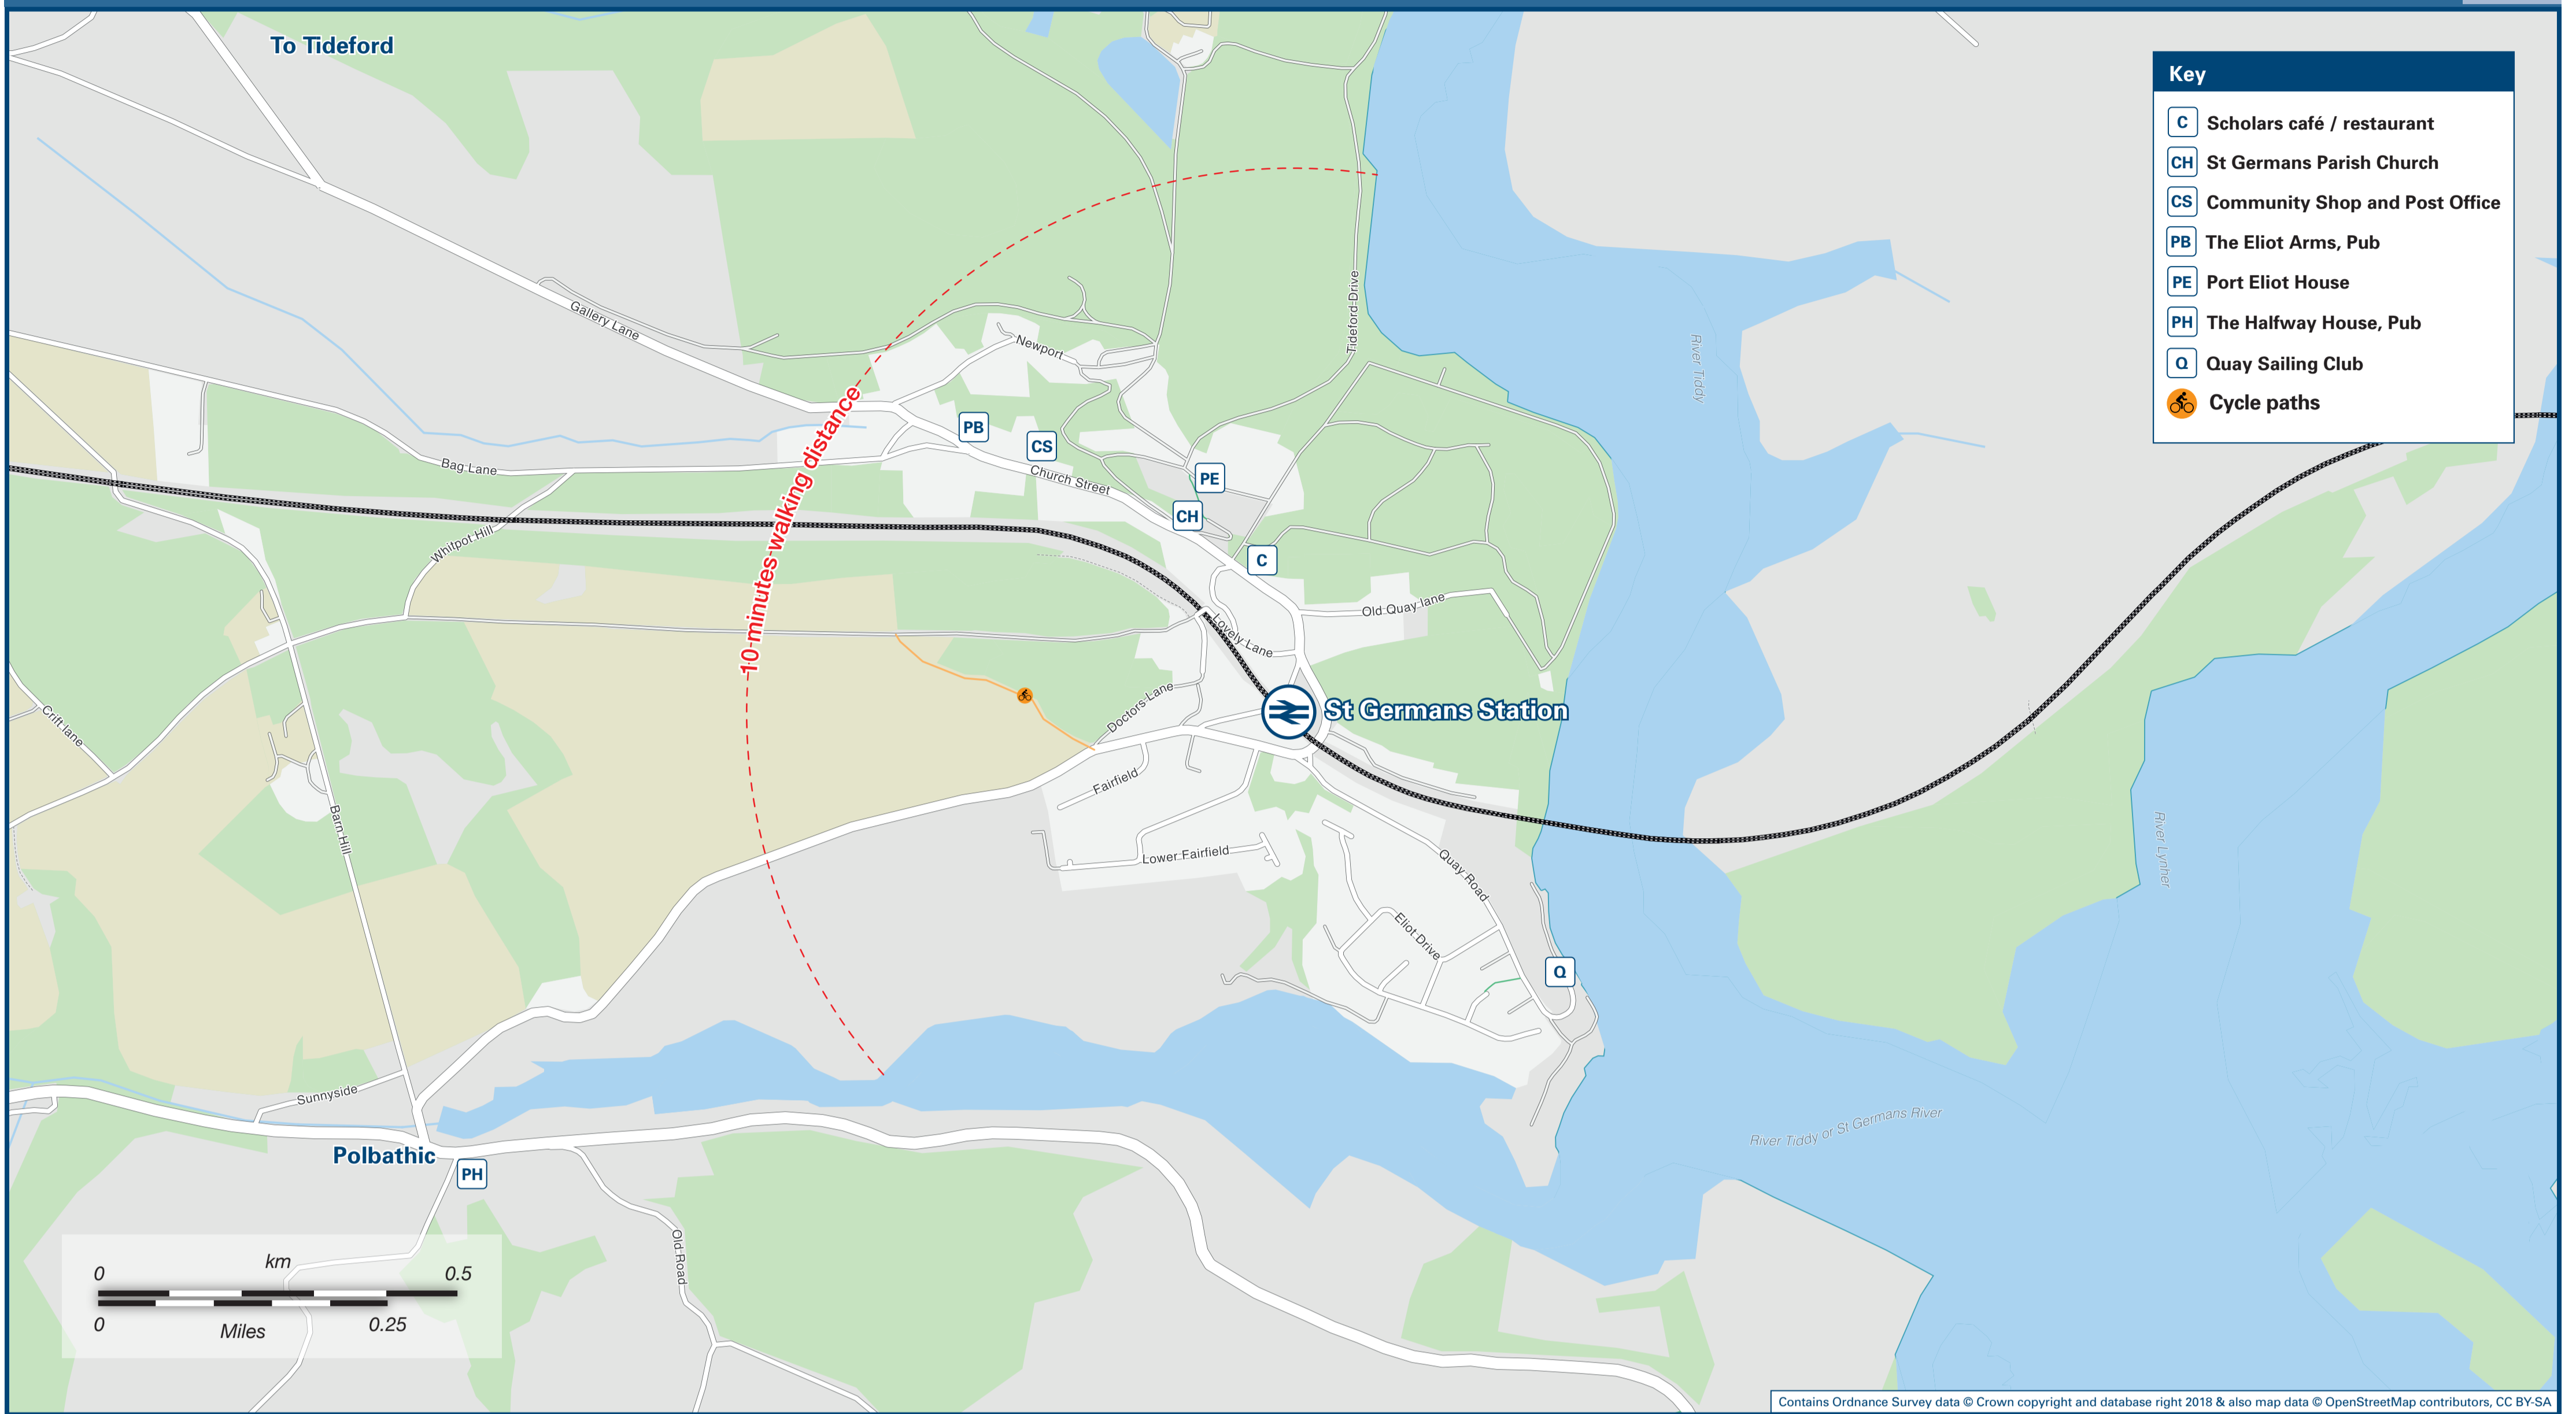 To Tideford
Key
C Scholars café / restaurant
CH St Germans Parish Church
CS Community Shop and Post Office
PB The Eliot Arms, Pub
PE Port Eliot House
PH The Halfway House, Pub
Q Quay Sailing Club
Cycle paths
Gallery Lane
Newport
Tideford Drive
River Tiddy
10 minutes walking distance
PB
CS
Bag Lane
Church Street
PE
CH
Whitpot Hill
C
Old Quay lane
Lovely Lane
Doctors Lane
St Germans Station
Crift lane
Fairfield
Barn Hill
Lower Fairfield
Quay Road
River Lynher
Eliot Drive
Q
Sunnyside
River Tiddy or St Germans River
Polbathic
PH
Old Road
km
0 0.5
0 0.25
Miles
Contains Ordnance Survey data © Crown copyright and database right 2018 & also map data © OpenStreetMap contributors, CC BY-SA